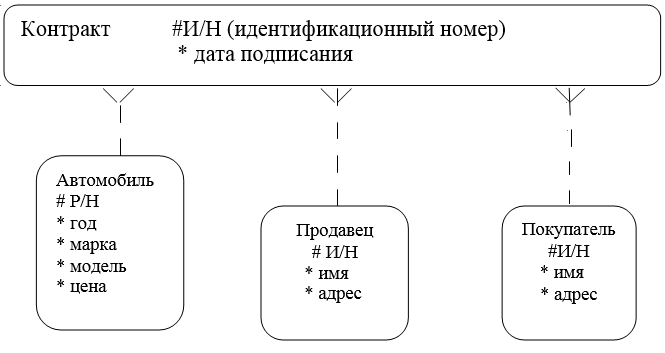 Контракт #И/Н (идентификационный номер)
* дата подписания
Автомобиль
# Р/Н
* год
* марка
* модель
* цена
Продавец
# И/Н
* имя
* адрес
Покупатель
#И/Н
* имя
* адрес